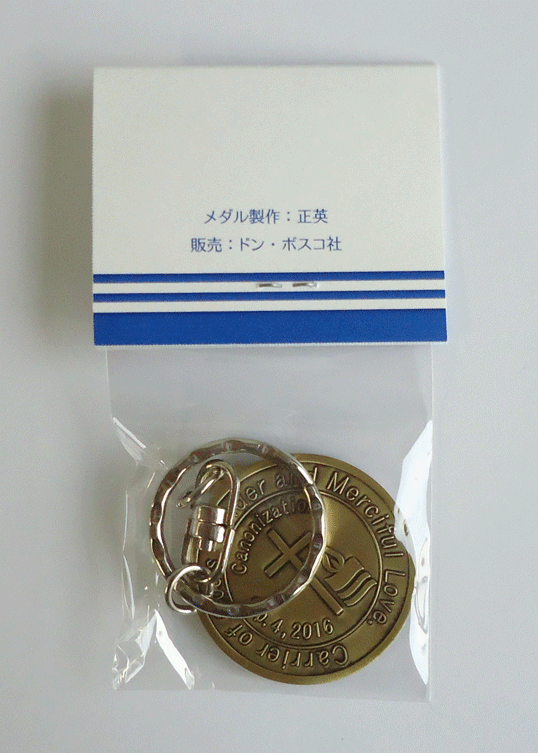 メダル製作：正英
販売：ドン・ボスコ社
and Merciful Love.
Carrier of
Canonization
4, 2016